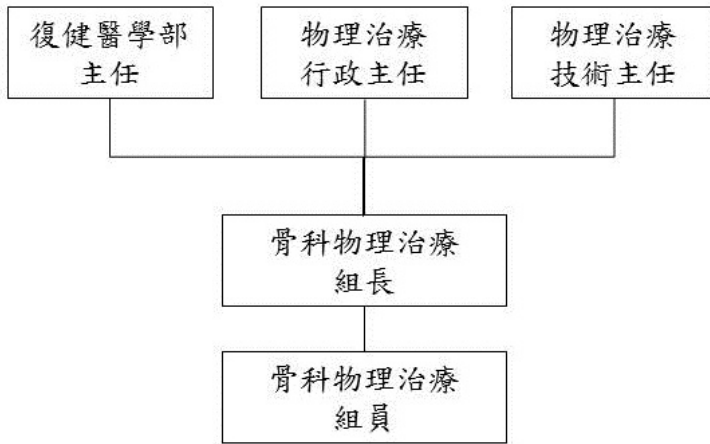 復健醫學部
主任
物理治療
行政主任
物理治療
技術主任
骨科物理治療
組長
骨科物理治療
組員